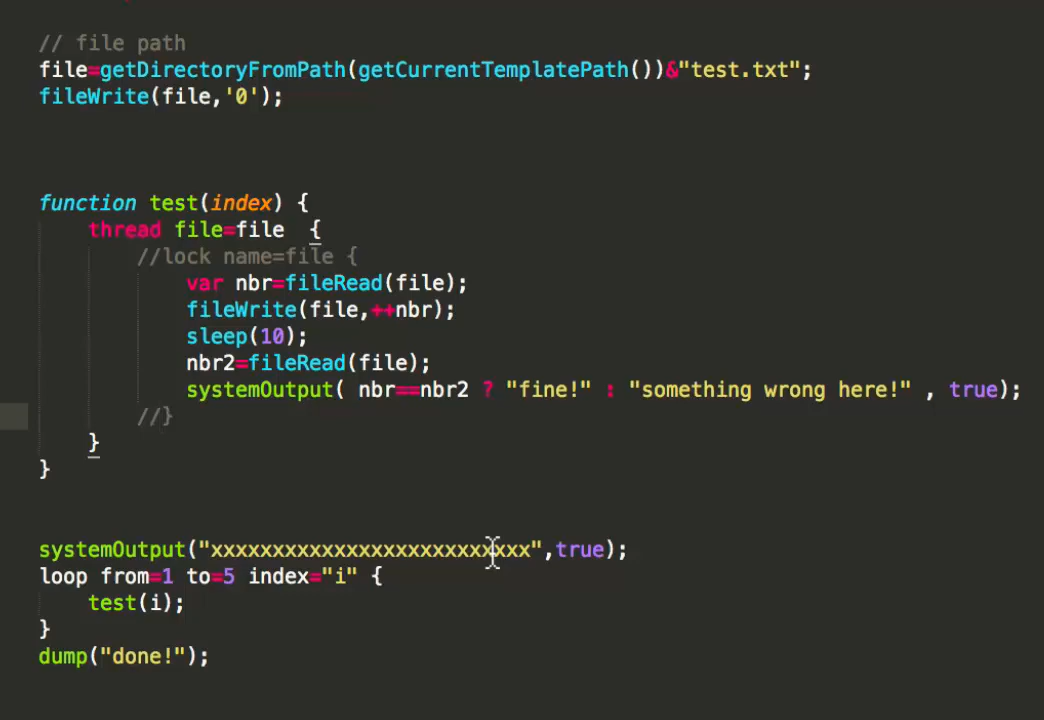 // file path
file=getDirectoryFromPath(getCurrentTemplatePath())&"test.txt";
fileWrite(file,'0');
function test(index) {
thread file=file  {
//lock name=file {
var nbr=fileRead(file);
fileWrite(file,++nbr);
sleep(10);
nbr2=fileRead(file);
systemOutput( nbr==nbr2 ? "fine!" : "something wrong here!" , true);
//}
}
}
systemOutput("xxxxxxxxxxxxxxxxxxxxxxxxxx",true);
loop from=1 to=5 index="i" {
test(i);
}
dump("done!");